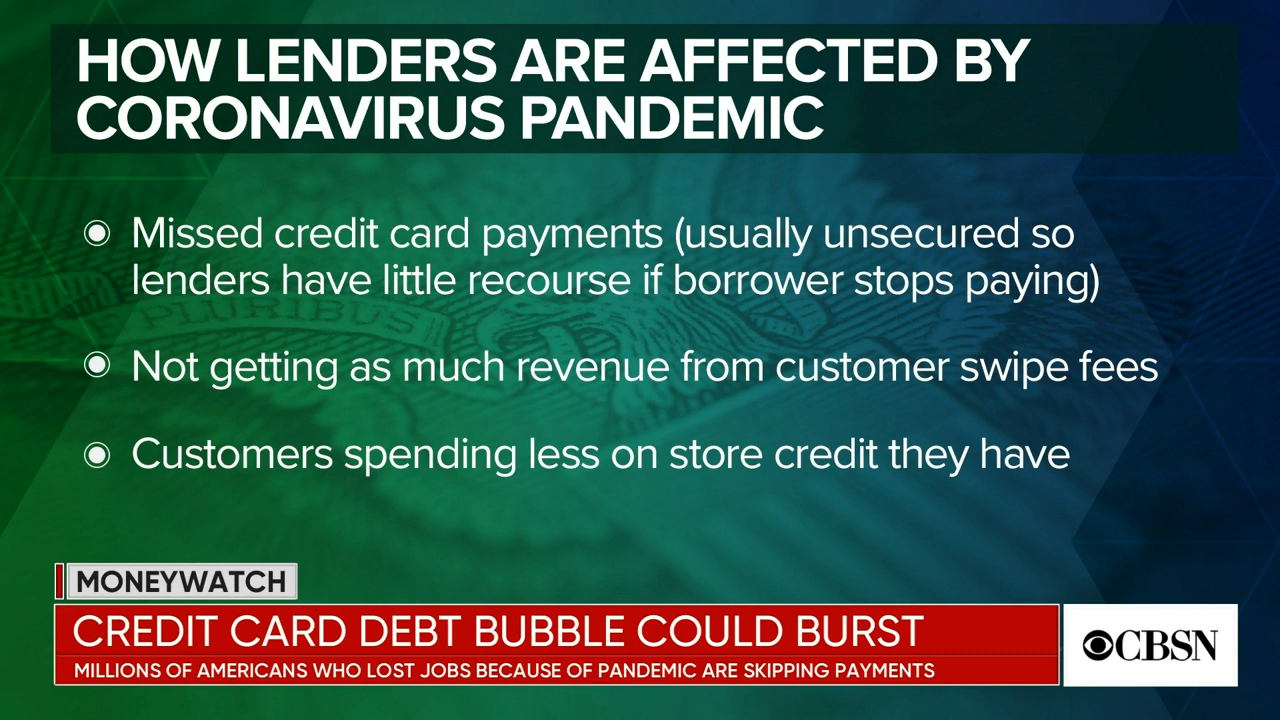 HOW LENDERS ARE AFFECTED BY
CORONAVIRUS PANDEMIC
Missed credit card payments (usually unsecured so
lenders have little recourse if borrower stops paying)
PLURIBUS
Not getting as much revenue from customer swipe fees
Customers spending less on store credit they have
MONEYWATCH
CREDIT CARD DEBT BUBBLE COULD BURST
MILLIONS OF AMERICANS WHO LOST JOBS BECAUSE OF PANDEMIC ARE SKIPPING PAYMENTS
CBSN